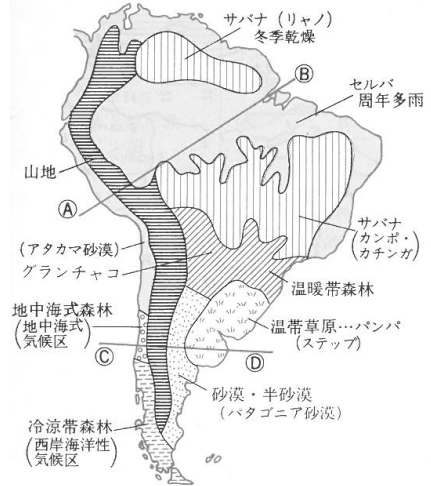 サバナ(リャノ)
冬季乾燥
Ⓑ
セルバ
周年多雨
山地
Ⓐ
サバナ
(カンポ・
カチンガ)
(アタカマ砂漠)
グランチャコ
温暖帯森林
地中海式森林
(地中海式
気候区)
温帯草原…パンパ
(ステップ)
Ⓒ
Ⓓ
砂漠・半砂漠
(パタゴニア砂漠)
冷涼帯森林
(西岸海洋性
気候区)